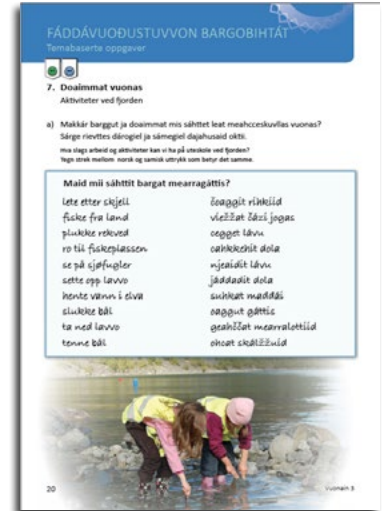 FÁDDÁVUOĐUSTUVVON BARGOBIHTÁT
Temabaserte oppgaver
7. Doaimmat vuonas
Aktiviteter ved fjorden
a) Makkár barggut ja doaimmat mis sáhttet leat meahcceskuvllas vuonas?
Sárge rievttes dárogiel ja sámegiel dajahusaid oktii.
Hva slags arbeid og aktiviteter kan vi ha på uteskole ved fjorden?
Tegn strek mellom norsk og samisk uttrykk som betyr det samme.
Maid mii sáhttit bargat mearragáttis?
lete etter skjell čoaggit rihkiid
fiske fra land viežžat čázi jogas
plukke rekved cegget lávu
ro til fiskeplassen cahkkehit dola
se på sjøfugler njeaidit lávu
sette opp lavvo jáddadit dola
hente vann i elva suhkat maddái
slukke bål oaggut gáttis
ta ned lavvo geahččat mearralottiid
tenne bål ohcat skálžžuid
20
Vuonain 3